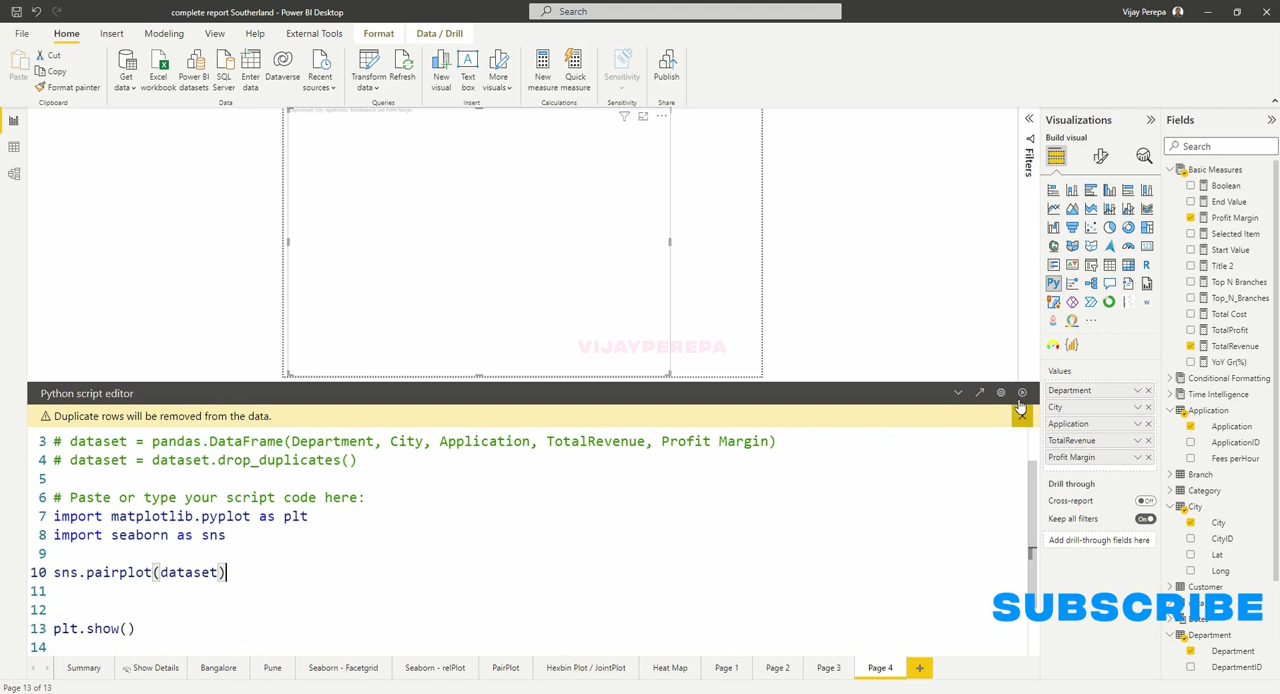 complete report Southerland - Power BI Desktop
Search
Vijay Perepa
File
Home
Insert
Modeling
View
Help
External Tools
Format
Data / Drill
Paste
Cut
Copy
Format painter
Clipboard
Get data
Excel workbook
Power BI datasets
SQL Server
Enter data
Dataverse
Recent sources
Data
Transform data
Refresh
Queries
New visual
Text box
More visuals
Insert
New measure
Quick measure
Calculations
Sensitivity
Sensitivity
Publish
Share
VIJAYPEREPA
Python script editor
Duplicate rows will be removed from the data.
3 # dataset = pandas.DataFrame(Department, City, Application, TotalRevenue, Profit Margin)
4 # dataset = dataset.drop_duplicates()
5
6 # Paste or type your script code here:
7 import matplotlib.pyplot as plt
8 import seaborn as sns
9
10 sns.pairplot(dataset)
11
12
13 plt.show()
14
Filters
Visualizations
Build visual
R
Py
Values
Department
City
Application
TotalRevenue
Profit Margin
Drill through
Cross-report
Off
Keep all filters
On
Add drill-through fields here
Fields
Search
Basic Measures
Boolean
End Value
Profit Margin
Selected Item
Start Value
Title 2
Top N Branches
Top_N_Branches
Total Cost
TotalProfit
TotalRevenue
YoY Gr(%)
Conditional Formatting
Time Intelligence
Application
Application
ApplicationID
Fees perHour
Branch
Category
City
City
CityID
Lat
Long
Customer
Department
Department
DepartmentID
SUBSCRIBE
Summary
Show Details
Bangalore
Pune
Seaborn - Facetgrid
Seaborn - relPlot
PairPlot
Hexbin Plot / JointPlot
Heat Map
Page 1
Page 2
Page 3
Page 4
Page 13 of 13